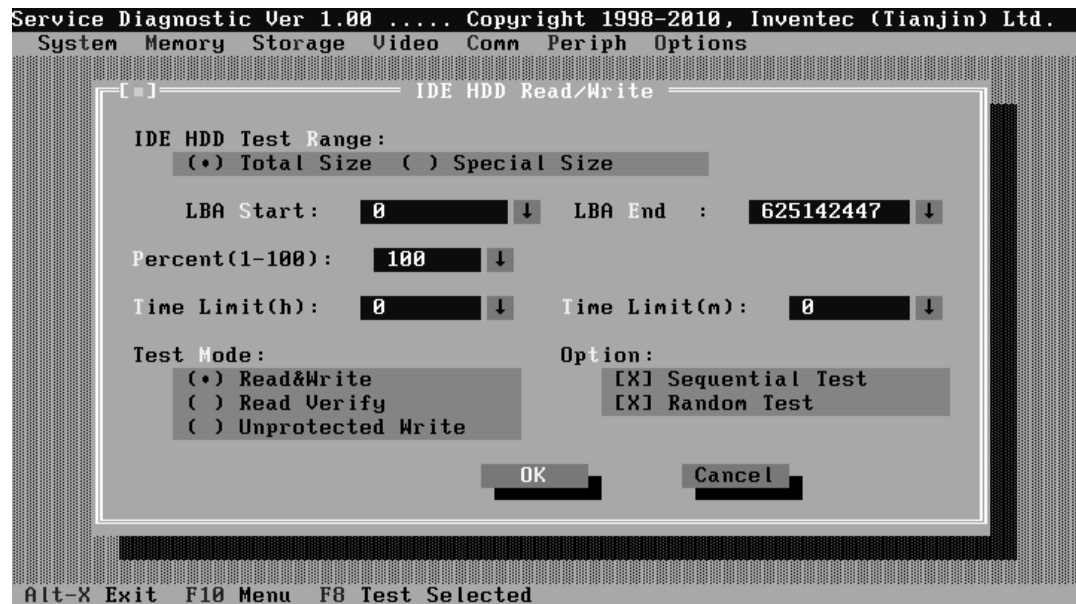 Service Diagnostic Ver 1.00 ..... Copyright 1998-2010, Inventec (Tianjin) Ltd.
System Memory Storage Video Comm Periph Options
[■] IDE HDD Read/Write
IDE HDD Test Range:
(•) Total Size ( ) Special Size
LBA Start: 0 ↓ LBA End : 625142447 ↓
Percent(1-100): 100 ↓
Time Limit(h): 0 ↓ Time Limit(m): 0 ↓
Test Mode: Option:
(•) Read&Write [X] Sequential Test
( ) Read Verify [X] Random Test
( ) Unprotected Write
OK Cancel
Alt-X Exit F10 Menu F8 Test Selected